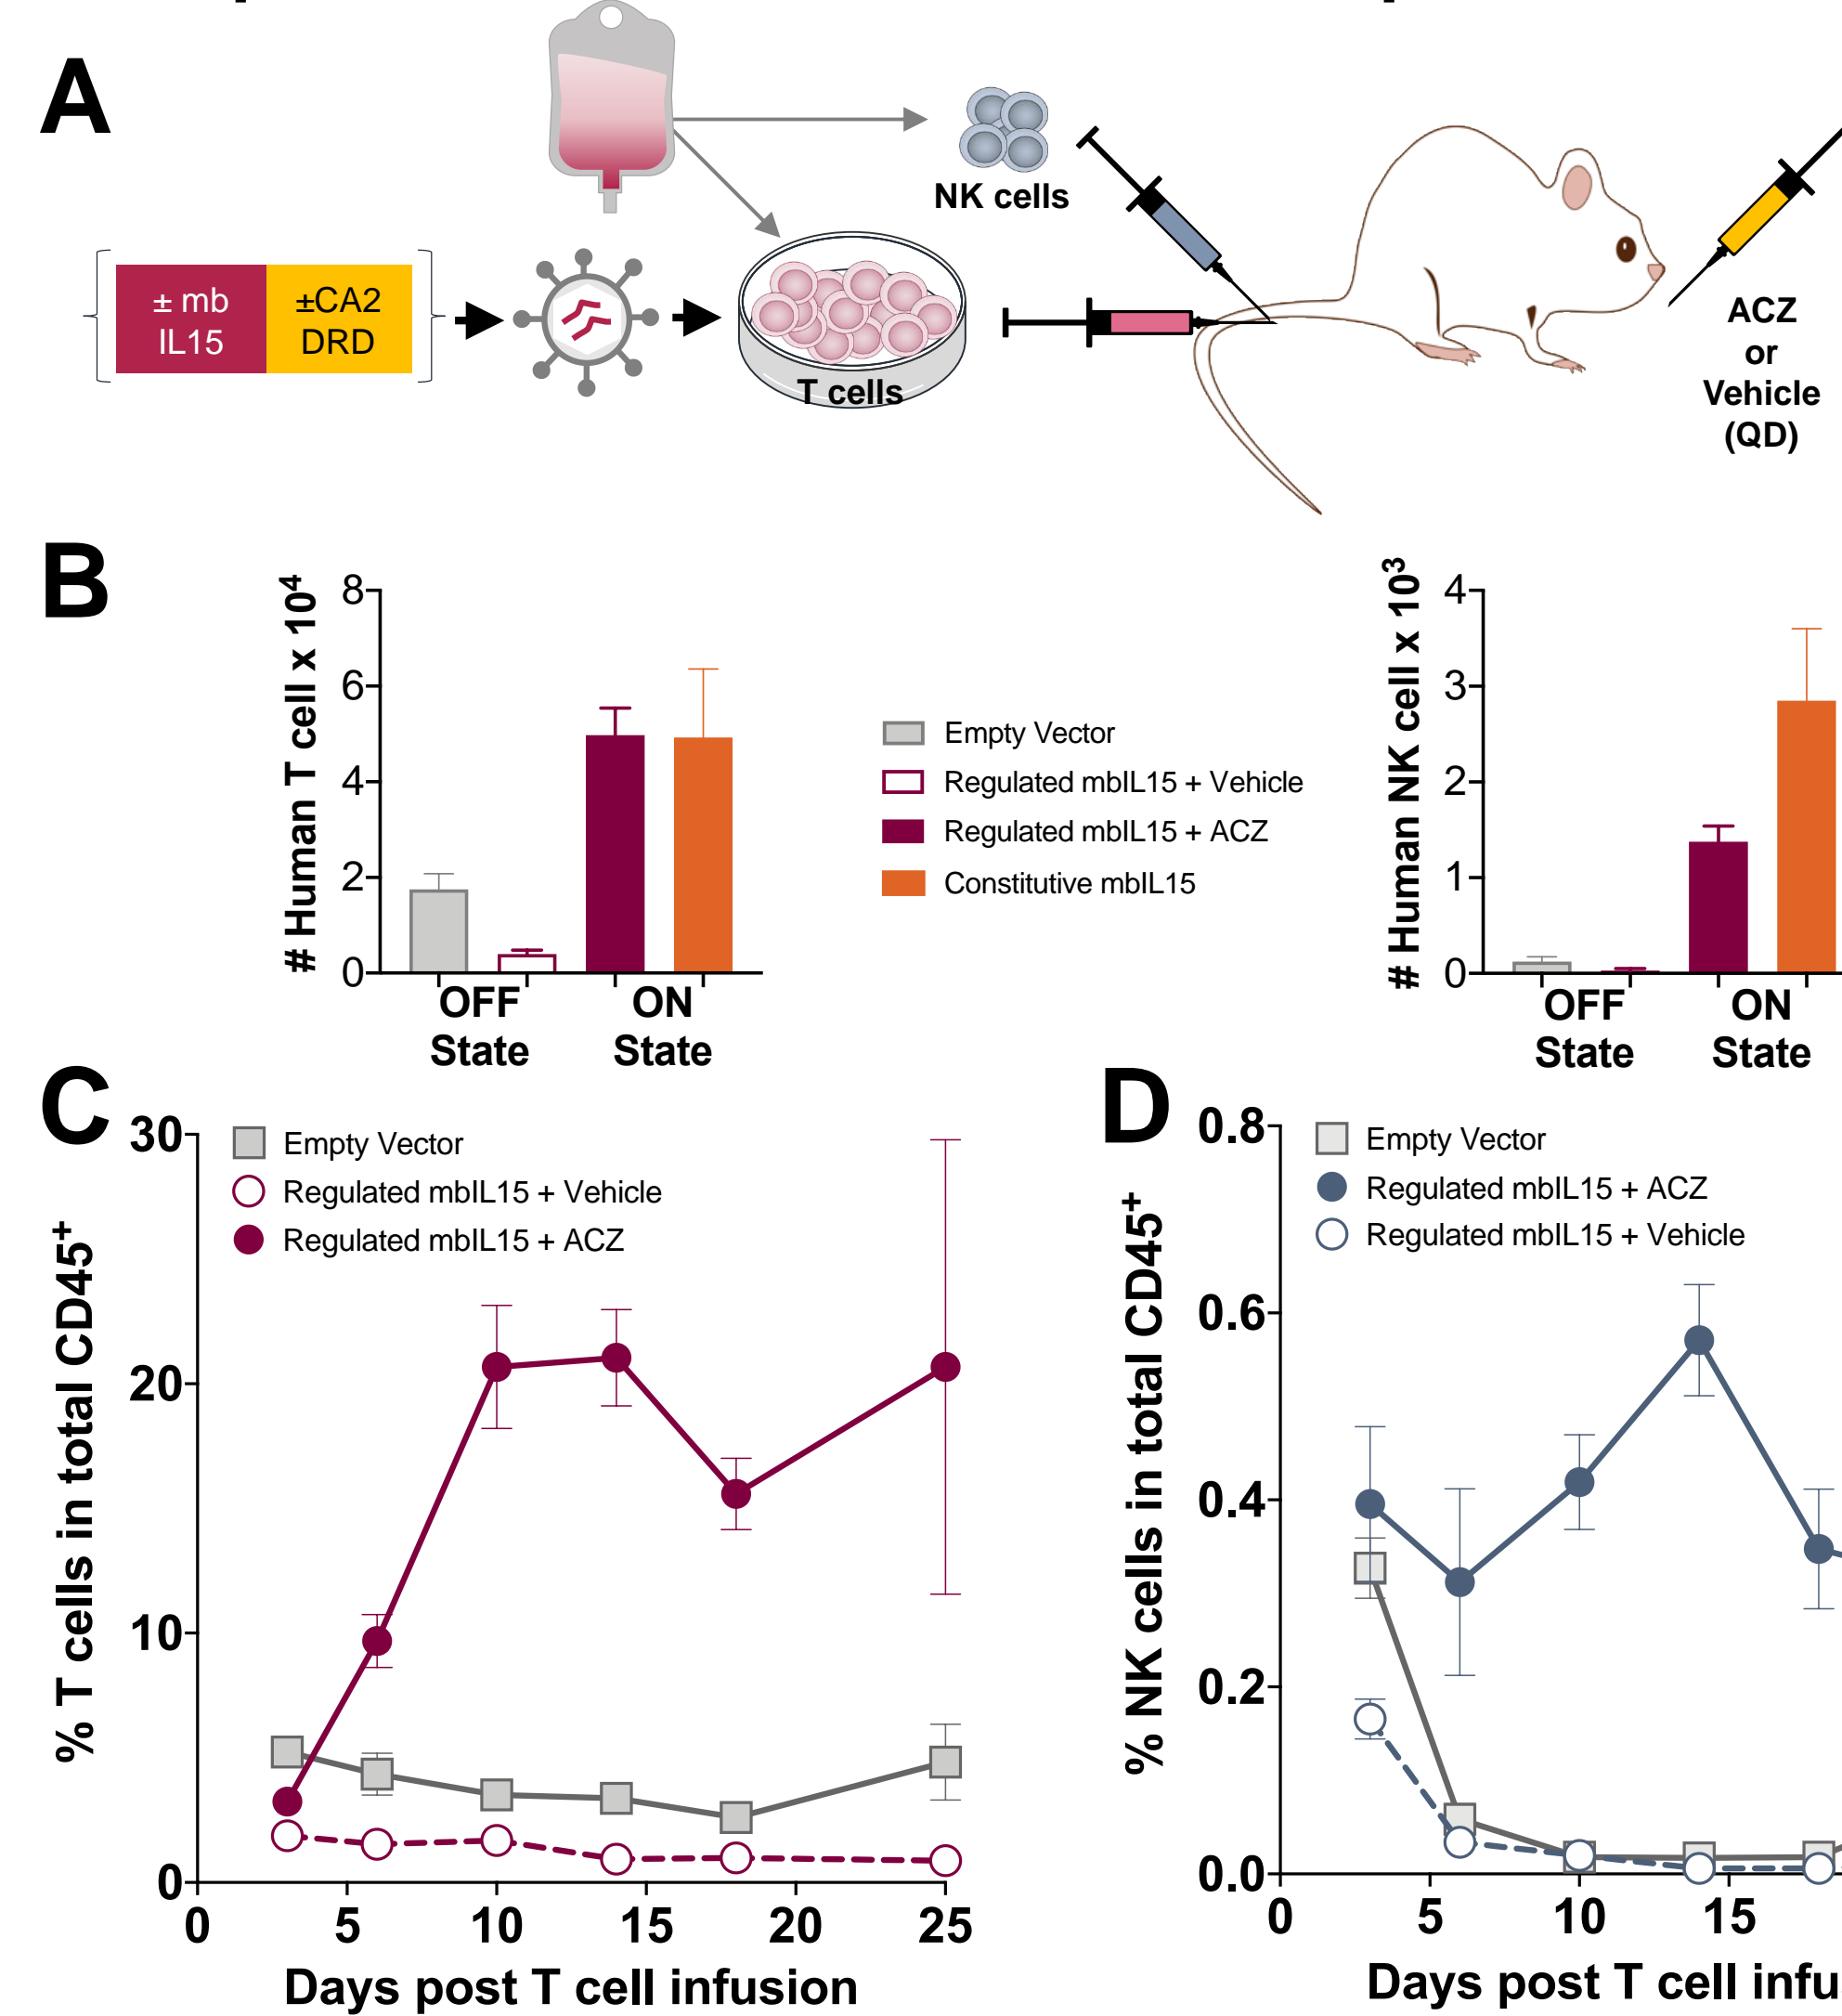 A
NK cells
± mb
IL15
±CA2
DRD
T cells
ACZ
or
Vehicle
(QD)
B
# Human T cell x 10⁴
8
6
4
2
0
OFF
State
ON
State
Empty Vector
Regulated mbIL15 + Vehicle
Regulated mbIL15 + ACZ
Constitutive mbIL15
# Human NK cell x 10³
4
3
2
1
0
OFF
State
ON
State
C
% T cells in total CD45⁺
30
20
10
0
Empty Vector
Regulated mbIL15 + Vehicle
Regulated mbIL15 + ACZ
0 5 10 15 20 25
Days post T cell infusion
D
% NK cells in total CD45⁺
0.8
0.6
0.4
0.2
0.0
Empty Vector
Regulated mbIL15 + ACZ
Regulated mbIL15 + Vehicle
0 5 10 15
Days post T cell infu